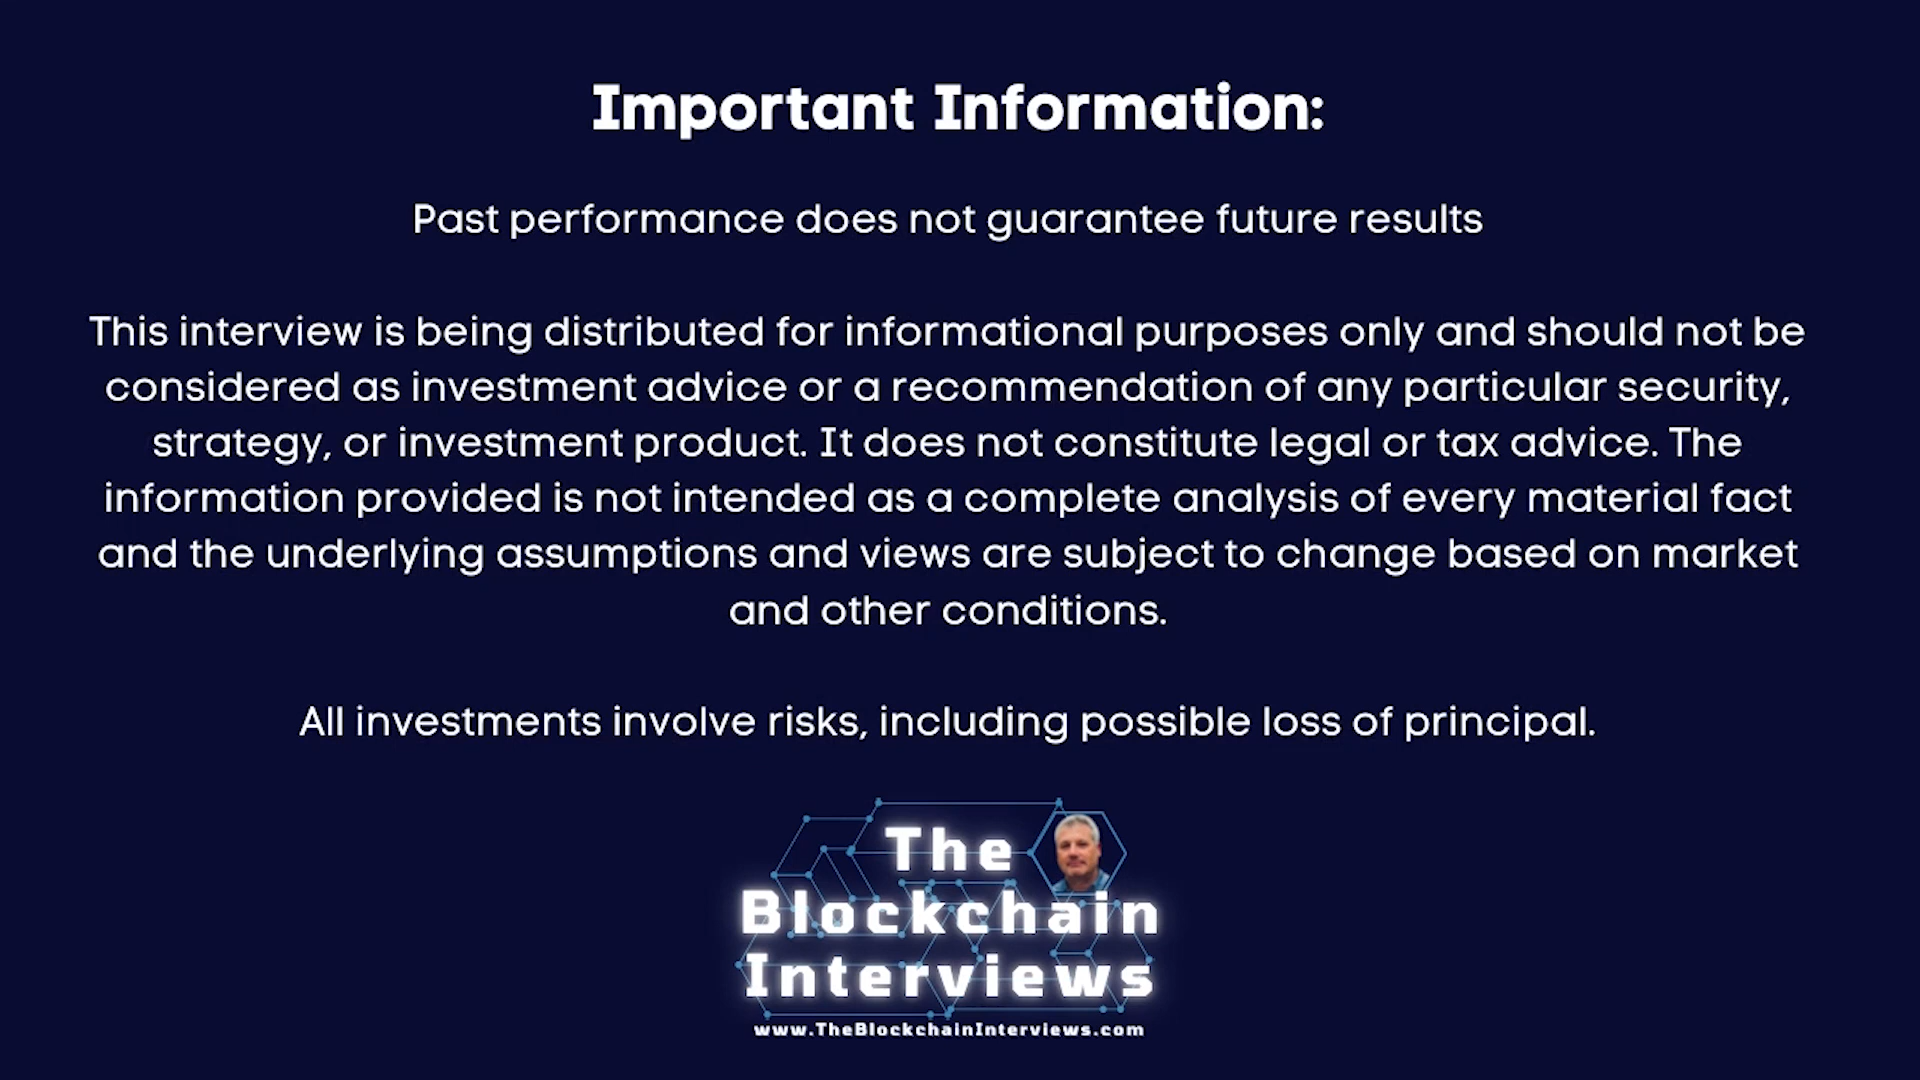 Important Information:
Past performance does not guarantee future results
This interview is being distributed for informational purposes only and should not be
considered as investment advice or a recommendation of any particular security,
strategy, or investment product. It does not constitute legal or tax advice. The
information provided is not intended as a complete analysis of every material fact
and the underlying assumptions and views are subject to change based on market
and other conditions.
All investments involve risks, including possible loss of principal.
The
Blockchain
Interviews
www.TheBlockchainInterviews.com